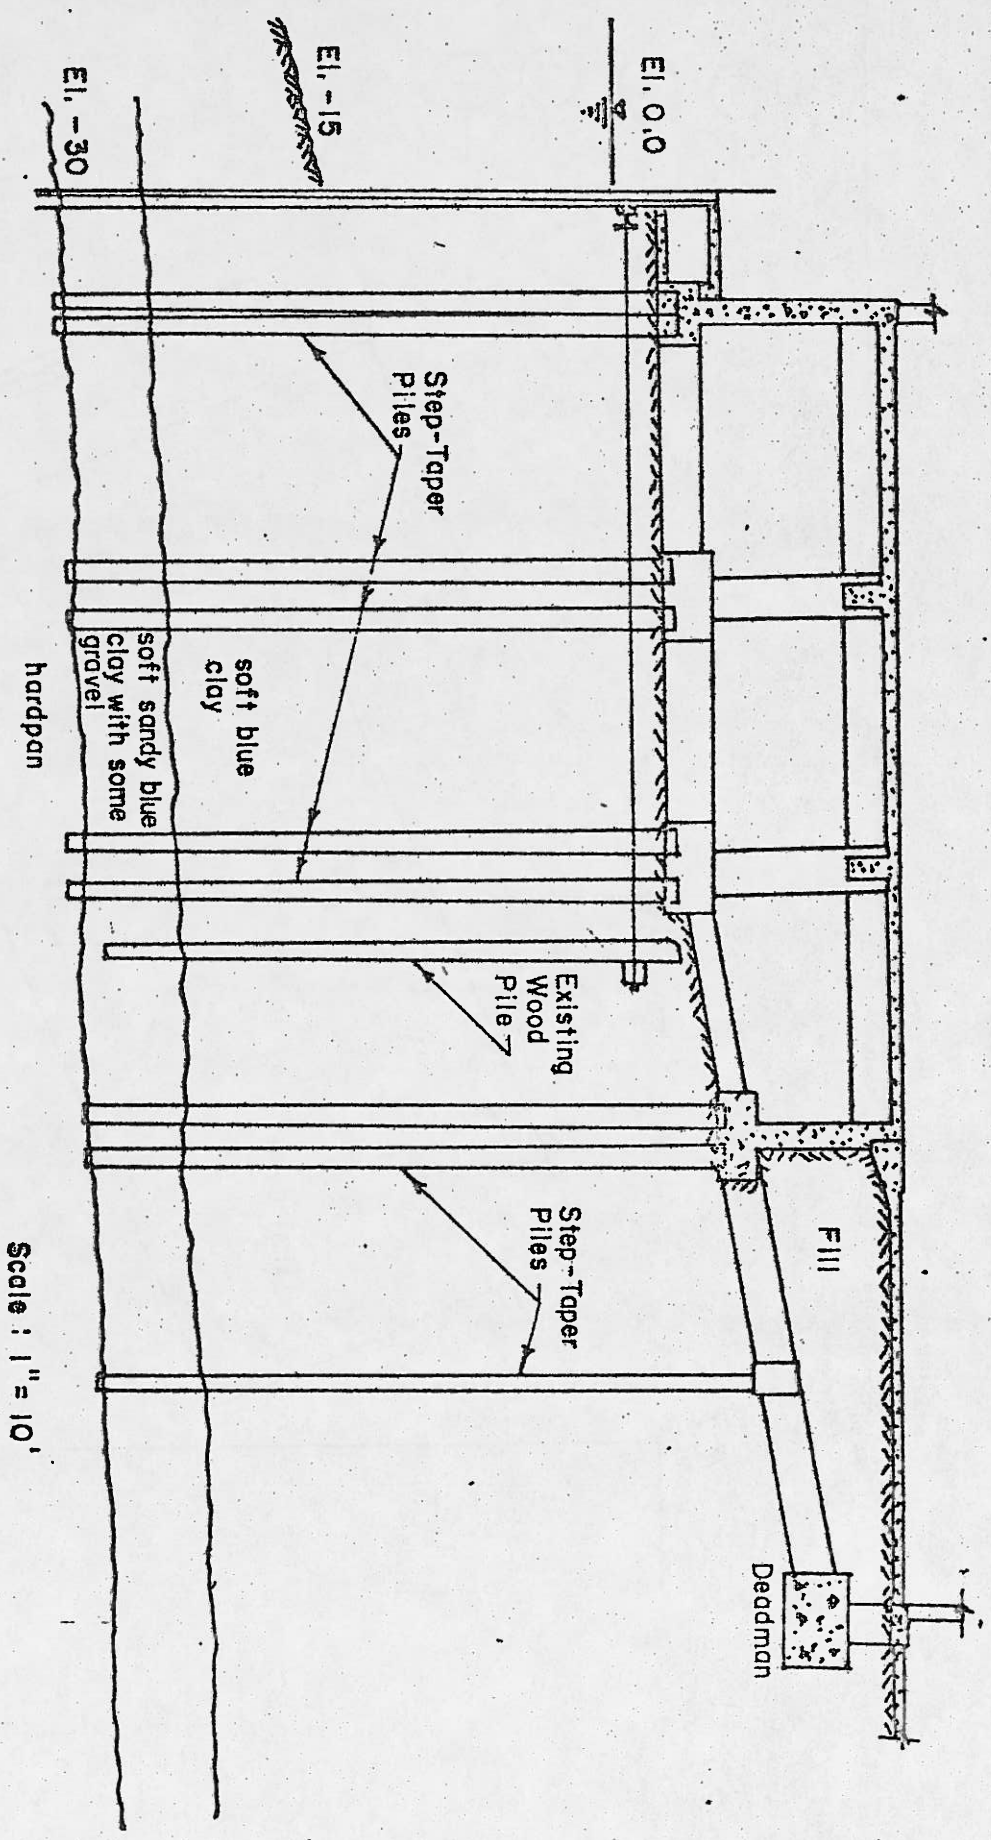 El. 0.0
El. -15
El. -30
Step-Taper
Piles
soft blue
clay
soft sandy blue
clay with some
gravel
hardpan
Existing
Wood
Pile
Step-Taper
Piles
Fill
Deadman
Scale : 1" = 10'